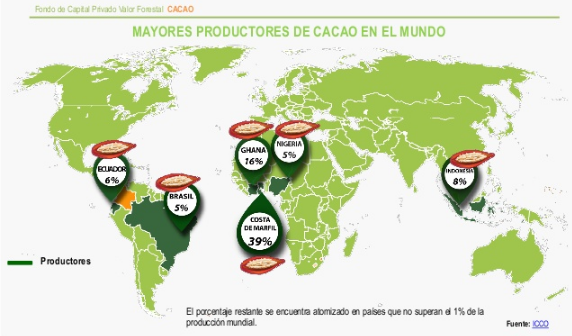 Fondo de Capital Privado Valor Forestal CACAO
MAYORES PRODUCTORES DE CACAO EN EL MUNDO
GHANA
16%
NIGERIA
5%
ECUADOR
6%
INDONESIA
8%
BRASIL
5%
COSTA
DE MARFIL
39%
Productores
El porcentaje restante se encuentra atomizado en países que no superan el 1% de la
producción mundial.
Fuente: ICCO